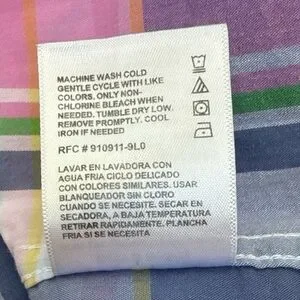 MACHINE WASH COLD
GENTLE CYCLE WITH LIKE
COLORS. ONLY NON-
CHLORINE BLEACH WHEN
NEEDED. TUMBLE DRY LOW.
REMOVE PROMPTLY. COOL
IRON IF NEEDED
RFC # 910911-9L0
LAVAR EN LAVADORA CON
AGUA FRIA CICLO DELICADO
CON COLORES SIMILARES. USAR
BLANQUEADOR SIN CLORO
CUANDO SE NECESITE. SECAR EN
SECADORA, A BAJA TEMPERATURA
RETIRAR RAPIDAMENTE. PLANCHA
FRIA SI SE NECESITA